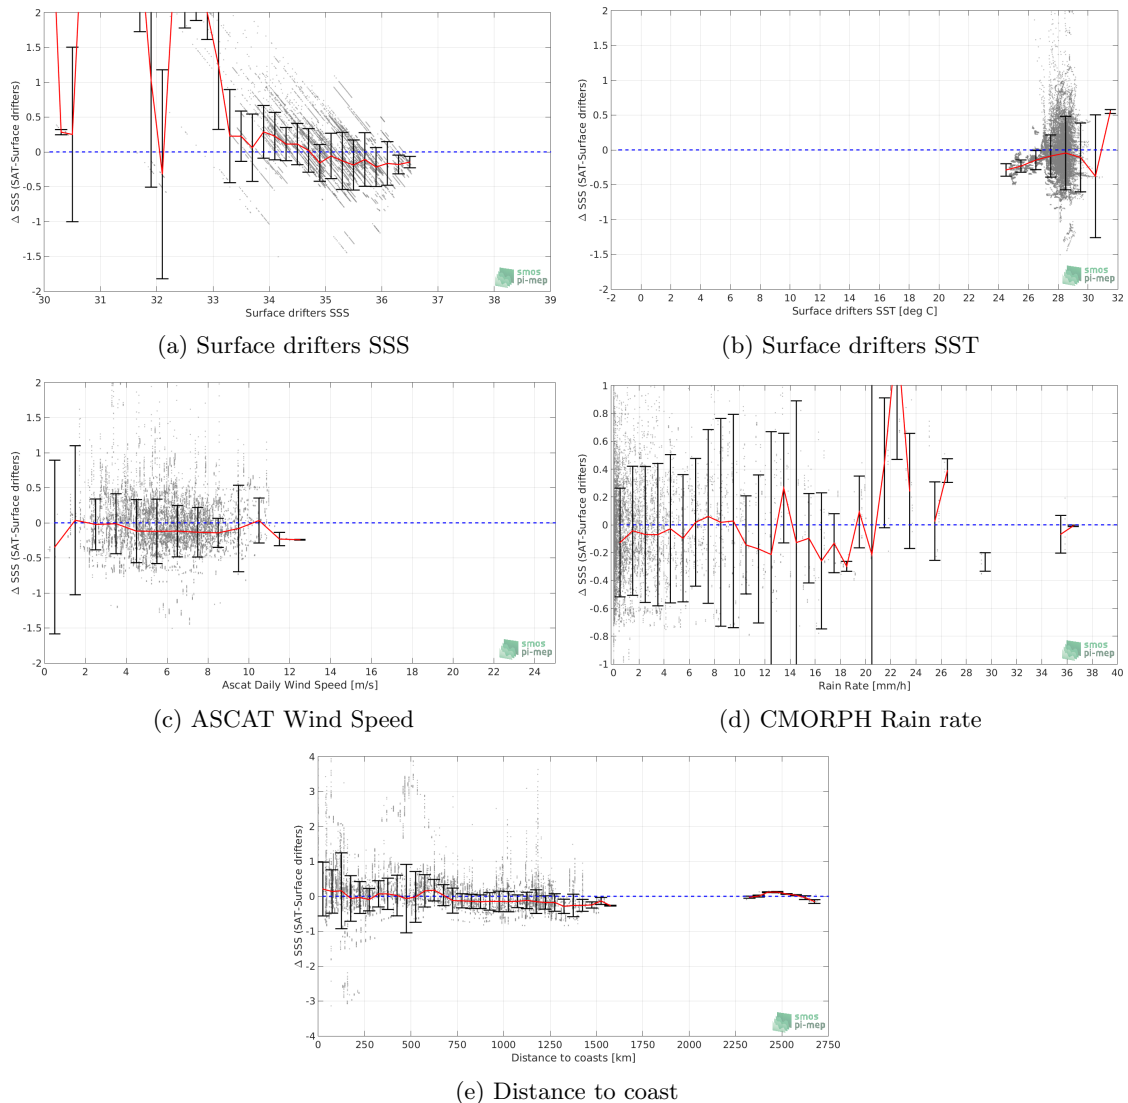 2
1.5
1
0.5
0
-0.5
-1
-1.5
-2
Δ SSS (SAT-Surface drifters)
30 31 32 33 34 35 36 37 38 39
Surface drifters SSS
smos
pi-mep
(a) Surface drifters SSS
2
1.5
1
0.5
0
-0.5
-1
-1.5
-2
Δ SSS (SAT-Surface drifters)
-2 0 2 4 6 8 10 12 14 16 18 20 22 24 26 28 30 32
Surface drifters SST [deg C]
smos
pi-mep
(b) Surface drifters SST
2
1.5
1
0.5
0
-0.5
-1
-1.5
-2
Δ SSS (SAT-Surface drifters)
0 2 4 6 8 10 12 14 16 18 20 22 24
Ascat Daily Wind Speed [m/s]
smos
pi-mep
(c) ASCAT Wind Speed
1
0.8
0.6
0.4
0.2
0
-0.2
-0.4
-0.6
-0.8
-1
Δ SSS (SAT-Surface drifters)
0 2 4 6 8 10 12 14 16 18 20 22 24 26 28 30 32 34 36 38 40
Rain Rate [mm/h]
smos
pi-mep
(d) CMORPH Rain rate
4
3
2
1
0
-1
-2
-3
-4
Δ SSS (SAT-Surface drifters)
0 250 500 750 1000 1250 1500 1750 2000 2250 2500 2750
Distance to coasts [km]
smos
pi-mep
(e) Distance to coast